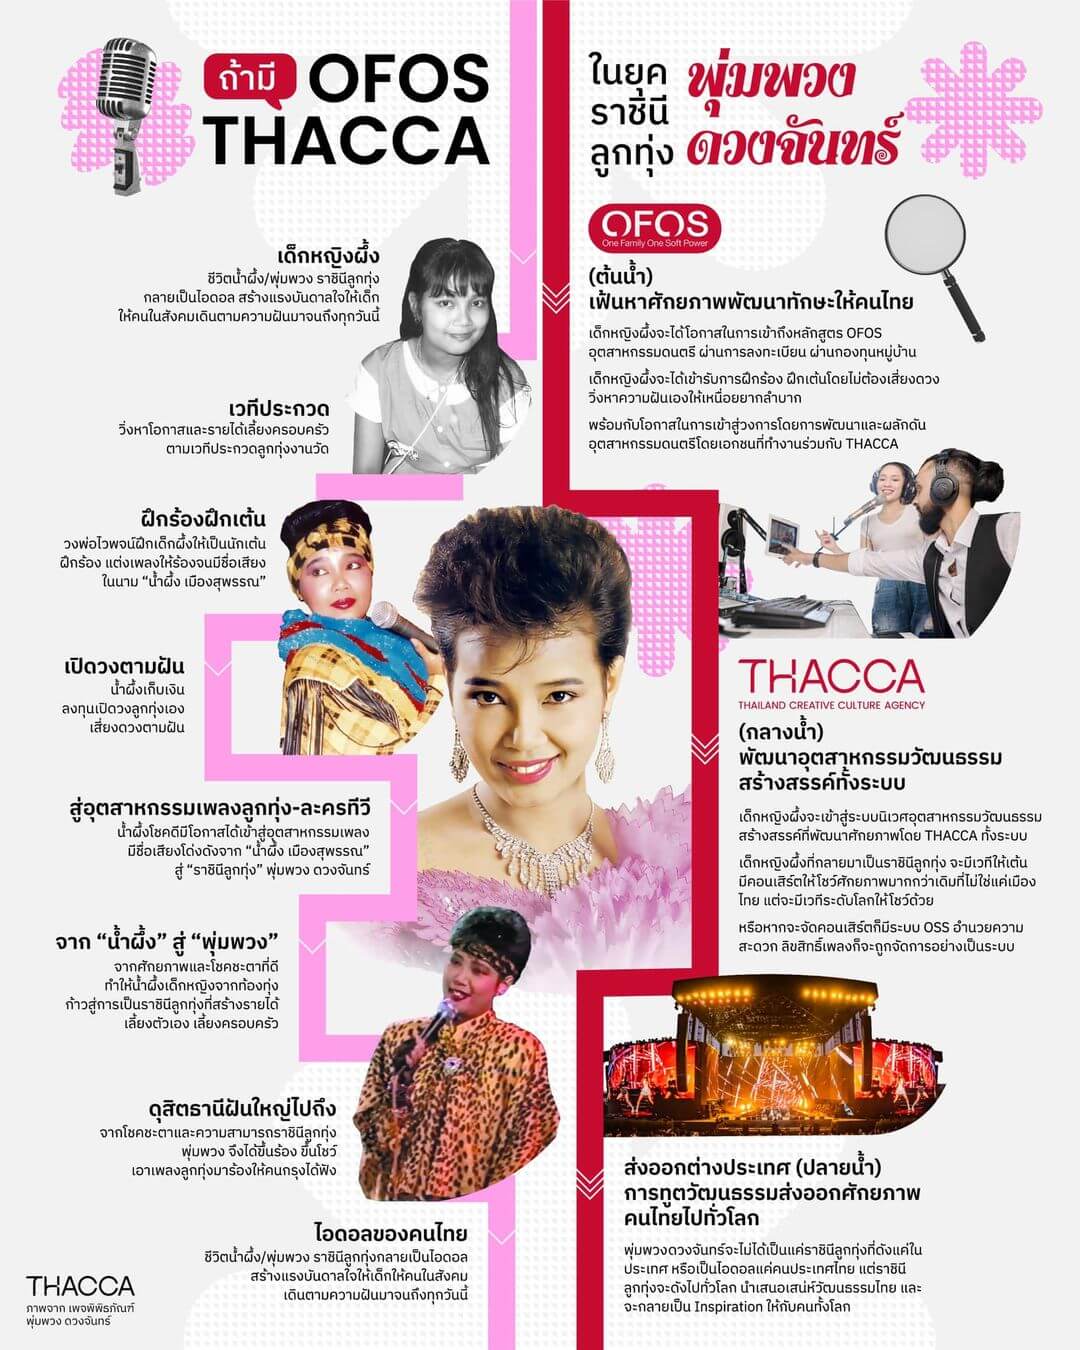 ถ้ามี OFOS
THACCA
ในยุค
ราชินี
ลูกทุ่ง
พุ่มพวง
ดวงจันทร์
เด็กหญิงผึ้ง
ชีวิตน้ำผึ้ง/พุ่มพวง ราชินีลูกทุ่ง
กลายเป็นไอดอล สร้างแรงบันดาลใจให้เด็ก
ให้คนในสังคมเดินตามความฝันมาจนถึงทุกวันนี้
เวทีประกวด
วิ่งหาโอกาสและรายได้เลี้ยงครอบครัว
ตามเวทีประกวดลูกทุ่งงานวัด
ฝึกร้องฝึกเต้น
วงพ่อไวพจน์ฝึกเด็กผึ้งให้เป็นนักเต้น
ฝึกร้อง แต่งเพลงให้ร้องจนมีชื่อเสียง
ในนาม “น้ำผึ้ง เมืองสุพรรณ”
เปิดวงตามฝัน
น้ำผึ้งเก็บเงิน
ลงทุนเปิดวงลูกทุ่งเอง
เสี่ยงดวงตามฝัน
สู่อุตสาหกรรมเพลงลูกทุ่ง-ละครทีวี
น้ำผึ้งโชคดีมีโอกาสได้เข้าสู่อุตสาหกรรมเพลง
มีชื่อเสียงโด่งดังจาก “น้ำผึ้ง เมืองสุพรรณ”
สู่ “ราชินีลูกทุ่ง” พุ่มพวง ดวงจันทร์
จาก “น้ำผึ้ง” สู่ “พุ่มพวง”
จากศักยภาพและโชคชะตาที่ดี
ทำให้น้ำผึ้งเด็กหญิงจากท้องทุ่ง
ก้าวสู่การเป็นราชินีลูกทุ่งที่สร้างรายได้
เลี้ยงตัวเอง เลี้ยงครอบครัว
ดุสิตธานีฝันใหญ่ไปถึง
จากโชคชะตาและความสามารถราชินีลูกทุ่ง
พุ่มพวง จึงได้ขึ้นร้อง ขึ้นโชว์
เอาเพลงลูกทุ่งมาร้องให้คนกรุงได้ฟัง
ไอดอลของคนไทย
ชีวิตน้ำผึ้ง/พุ่มพวง ราชินีลูกทุ่งกลายเป็นไอดอล
สร้างแรงบันดาลใจให้เด็กให้คนในสังคม
เดินตามความฝันมาจนถึงทุกวันนี้
OFOS
One Family One Soft Power
(ต้นน้ำ)
เฟ้นหาศักยภาพพัฒนาทักษะให้คนไทย
เด็กหญิงผึ้งจะได้โอกาสในการเข้าถึงหลักสูตร OFOS
อุตสาหกรรมดนตรี ผ่านการลงทะเบียน ผ่านกองทุนหมู่บ้าน
เด็กหญิงผึ้งจะได้เข้ารับการฝึกร้อง ฝึกเต้นโดยไม่ต้องเสี่ยงดวง
วิ่งหาความฝันเองให้เหนื่อยยากลำบาก
พร้อมกับโอกาสในการเข้าสู่วงการโดยการพัฒนาและผลักดัน
อุตสาหกรรมดนตรีโดยเอกชนที่ทำงานร่วมกับ THACCA
THACCA
THAILAND CREATIVE CULTURE AGENCY
(กลางน้ำ)
พัฒนาอุตสาหกรรมวัฒนธรรม
สร้างสรรค์ทั้งระบบ
เด็กหญิงผึ้งจะเข้าสู่ระบบนิเวศอุตสาหกรรมวัฒนธรรม
สร้างสรรค์ที่พัฒนาศักยภาพโดย THACCA ทั้งระบบ
เด็กหญิงผึ้งที่กลายมาเป็นราชินีลูกทุ่ง จะมีเวทีให้เต้น
มีคอนเสิร์ตให้โชว์ศักยภาพมากกว่าเดิมที่ไม่ใช่แค่เมือง
ไทย แต่จะมีเวทีระดับโลกให้โชว์ด้วย
หรือหากจะจัดคอนเสิร์ตก็มีระบบ OSS อำนวยความ
สะดวก ลิขสิทธิ์เพลงก็จะถูกจัดการอย่างเป็นระบบ
ส่งออกต่างประเทศ (ปลายน้ำ)
การทูตวัฒนธรรมส่งออกศักยภาพ
คนไทยไปทั่วโลก
พุ่มพวงดวงจันทร์จะไม่ได้เป็นแค่ราชินีลูกทุ่งที่ดังแค่ใน
ประเทศ หรือเป็นไอดอลแค่คนประเทศไทย แต่ราชินี
ลูกทุ่งจะดังไปทั่วโลก นำเสนอเสน่ห์วัฒนธรรมไทย และ
จะกลายเป็น Inspiration ให้กับคนทั้งโลก
THACCA
ภาพจาก เพจพิพิธภัณฑ์
พุ่มพวง ดวงจันทร์